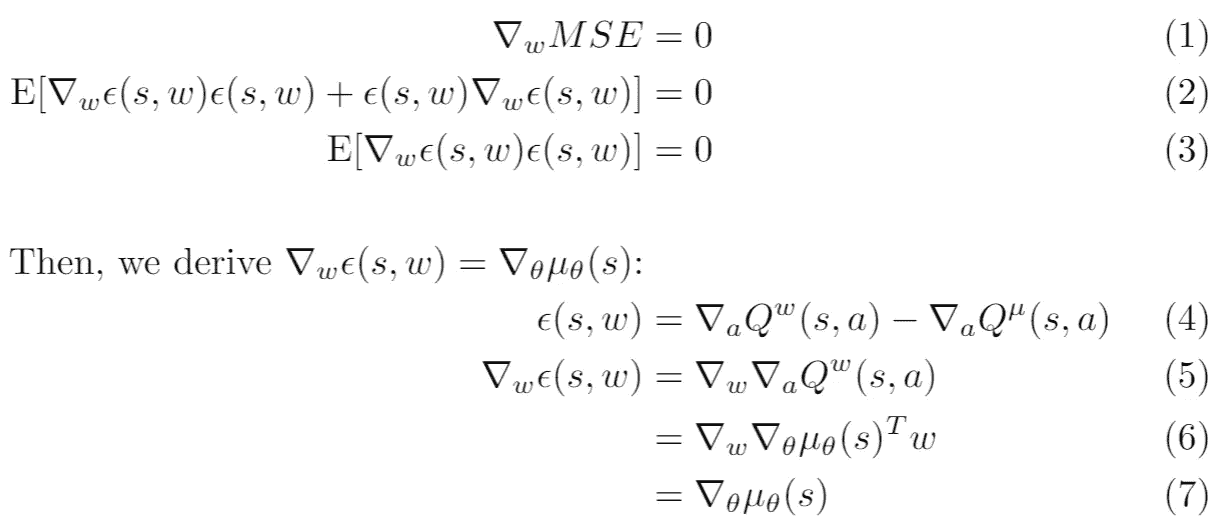 ∇_w MSE = 0 (1)
E[∇_w ϵ(s, w)ϵ(s, w) + ϵ(s, w)∇_w ϵ(s, w)] = 0 (2)
E[∇_w ϵ(s, w)ϵ(s, w)] = 0 (3)
Then, we derive ∇_w ϵ(s, w) = ∇_θ μ_θ(s):
ϵ(s, w) = ∇_a Q^w(s, a) − ∇_a Q^μ(s, a) (4)
∇_w ϵ(s, w) = ∇_w ∇_a Q^w(s, a) (5)
= ∇_w ∇_θ μ_θ(s)^T w (6)
= ∇_θ μ_θ(s) (7)